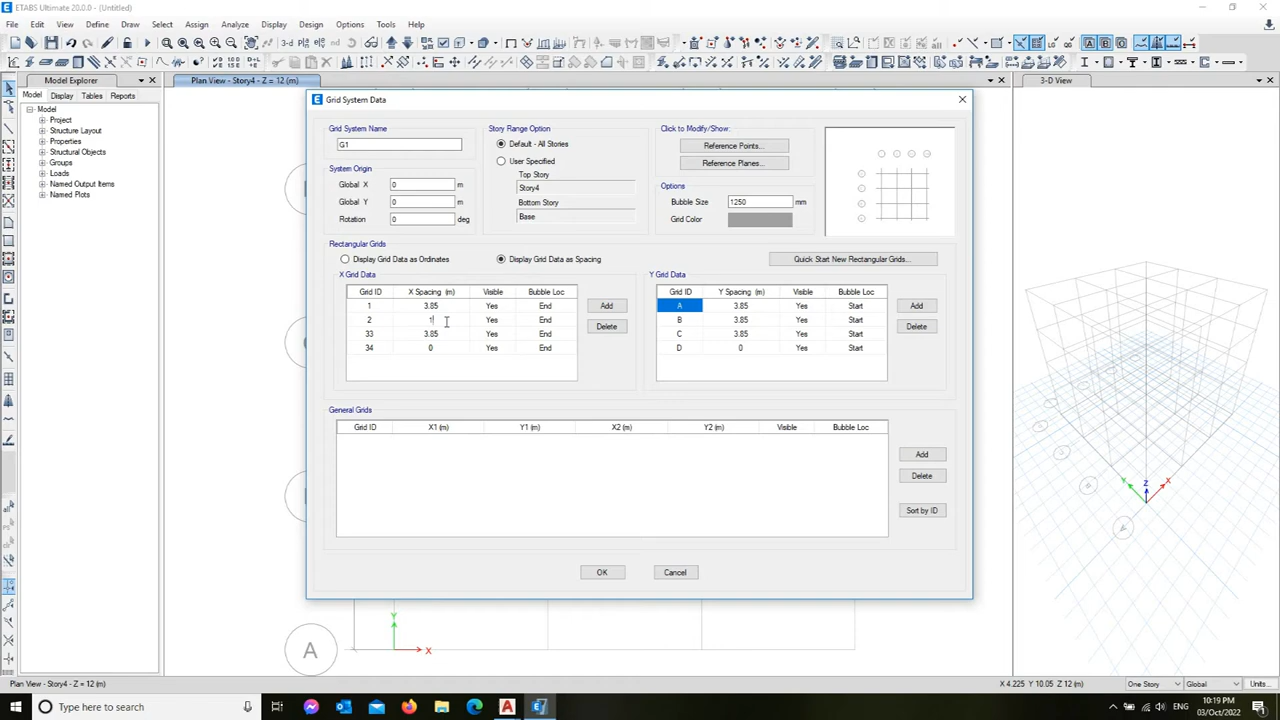 ETABS Ultimate 20.0.0 - (Untitled)
File Edit View Define Draw Select Assign Analyze Display Design Options Tools Help
Model Explorer
Plan View - Story4 - Z = 12 (m)
3-D View
Model Display Tables Reports
Model
Project
Structure Layout
Properties
Structural Objects
Groups
Loads
Named Output Items
Named Plots
Grid System Data
Grid System Name
G1
System Origin
Global X 0 m
Global Y 0 m
Rotation 0 deg
Story Range Option
Default - All Stories
User Specified
Top Story
Story4
Bottom Story
Base
Click to Modify/Show:
Reference Points...
Reference Planes...
Options
Bubble Size 1250 mm
Grid Color
Rectangular Grids
Display Grid Data as Ordinates
Display Grid Data as Spacing
Quick Start New Rectangular Grids...
X Grid Data
Grid ID X Spacing (m) Visible Bubble Loc
1 3.85 Yes End
2 1 Yes End
33 3.85 Yes End
34 0 Yes End
Add
Delete
Y Grid Data
Grid ID Y Spacing (m) Visible Bubble Loc
A 3.85 Yes Start
B 3.85 Yes Start
C 3.85 Yes Start
D 0 Yes Start
Add
Delete
General Grids
Grid ID X1 (m) Y1 (m) X2 (m) Y2 (m) Visible Bubble Loc
Add
Delete
Sort by ID
OK Cancel
Y
X
A
Z
Y X
Plan View - Story4 - Z = 12 (m)
X 4.225 Y 10.05 Z 12 (m)
One Story Global Units...
Type here to search
10:19 PM
03/Oct/2022